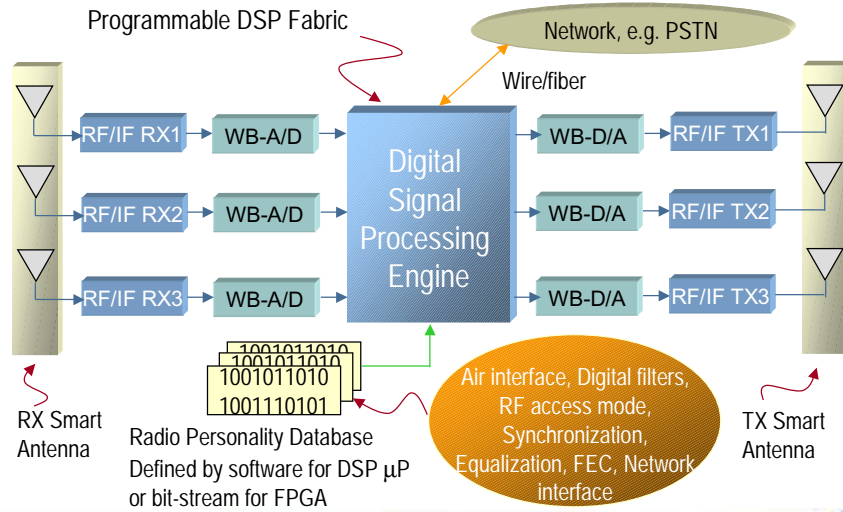 Programmable DSP Fabric
Network, e.g. PSTN
Wire/fiber
RF/IF RX1
WB-A/D
WB-D/A
RF/IF TX1
Digital
Signal
Processing
Engine
RF/IF RX2
WB-A/D
WB-D/A
RF/IF TX2
RF/IF RX3
WB-A/D
WB-D/A
RF/IF TX3
1001011010
1001011010
1001011010
1001110101
RX Smart
Antenna
Radio Personality Database
Defined by software for DSP μP
or bit-stream for FPGA
Air interface, Digital filters,
RF access mode,
Synchronization,
Equalization, FEC, Network
interface
TX Smart
Antenna